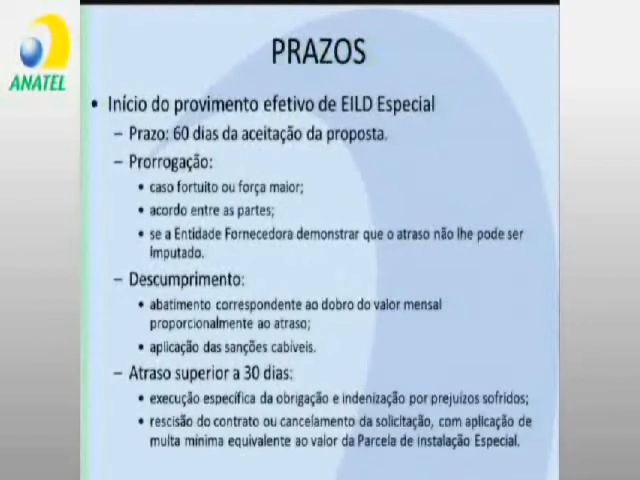 ANATEL
PRAZOS
• Início do provimento efetivo de EILD Especial
– Prazo: 60 dias da aceitação da proposta.
– Prorrogação:
• caso fortuito ou força maior;
• acordo entre as partes;
• se a Entidade Fornecedora demonstrar que o atraso não lhe pode ser
imputado.
– Descumprimento:
• abatimento correspondente ao dobro do valor mensal
proporcionalmente ao atraso;
• aplicação das sanções cabíveis.
– Atraso superior a 30 dias:
• execução específica da obrigação e indenização por prejuízos sofridos;
• rescisão do contrato ou cancelamento da solicitação, com aplicação de
multa mínima equivalente ao valor da Parcela de Instalação Especial.